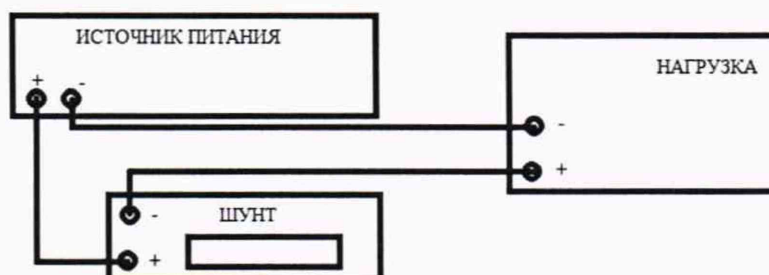 ИСТОЧНИК ПИТАНИЯ
+ -
НАГРУЗКА
-
+
- ШУНТ
+